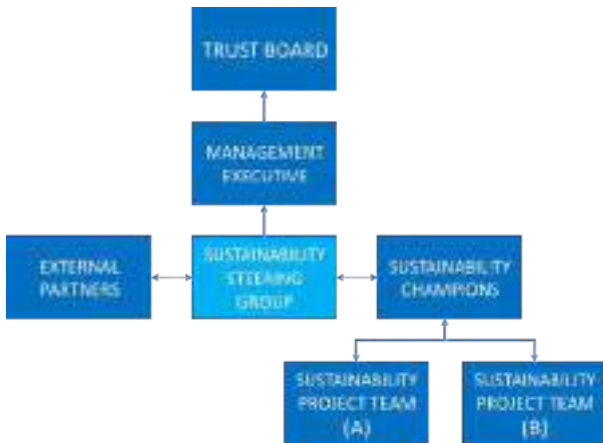 TRUST BOARD
MANAGEMENT
EXECUTIVE
EXTERNAL
PARTNERS
SUSTAINABILITY
STEERING
GROUP
SUSTAINABILITY
CHAMPIONS
SUSTAINABILITY
PROJECT TEAM
(A)
SUSTAINABILITY
PROJECT TEAM
(B)